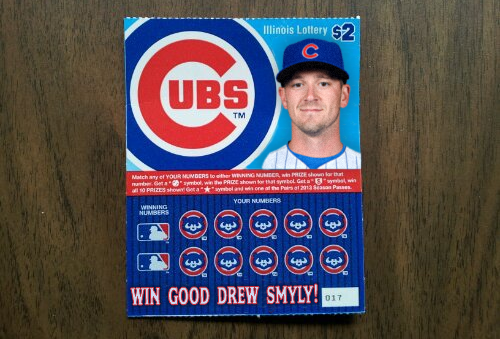 Illinois Lottery $2
CUBS
TM
Match any of YOUR NUMBERS to either WINNING NUMBER, win PRIZE shown for that
number. Get a " " symbol, win the PRIZE shown for that symbol. Get a " " symbol, win
all 10 PRIZES shown! Get a "★" symbol and win one of the Pairs of 2013 Season Passes.
WINNING
NUMBERS
YOUR NUMBERS
WIN GOOD DREW SMYLY!
017